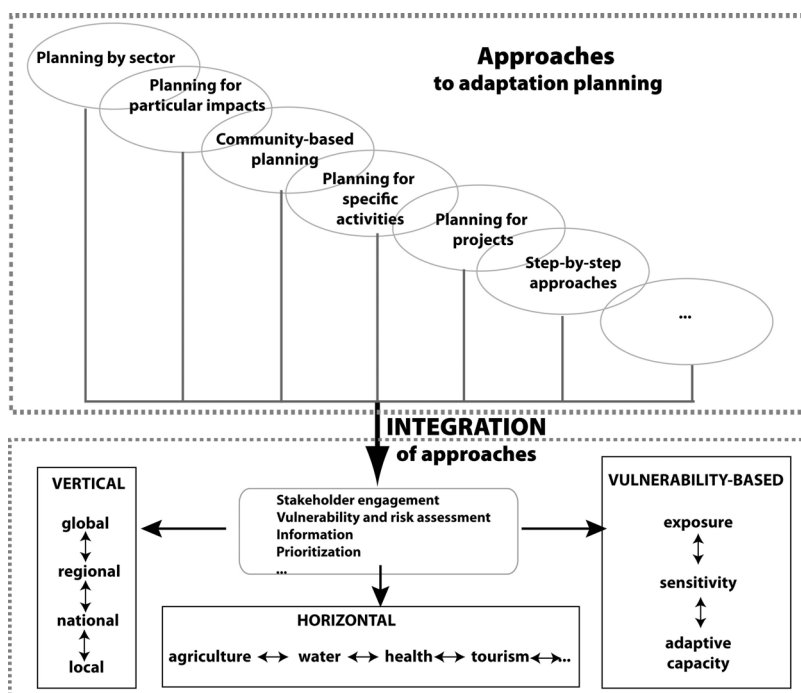 Approaches
to adaptation planning
Planning by sector
Planning for
particular impacts
Community-based
planning
Planning for
specific
activities
Planning for
projects
Step-by-step
approaches
...
INTEGRATION
of approaches
Stakeholder engagement
Vulnerability and risk assessment
Information
Prioritization
...
VERTICAL
global
regional
national
local
HORIZONTAL
agriculture water health tourism ...
VULNERABILITY-BASED
exposure
sensitivity
adaptive
capacity